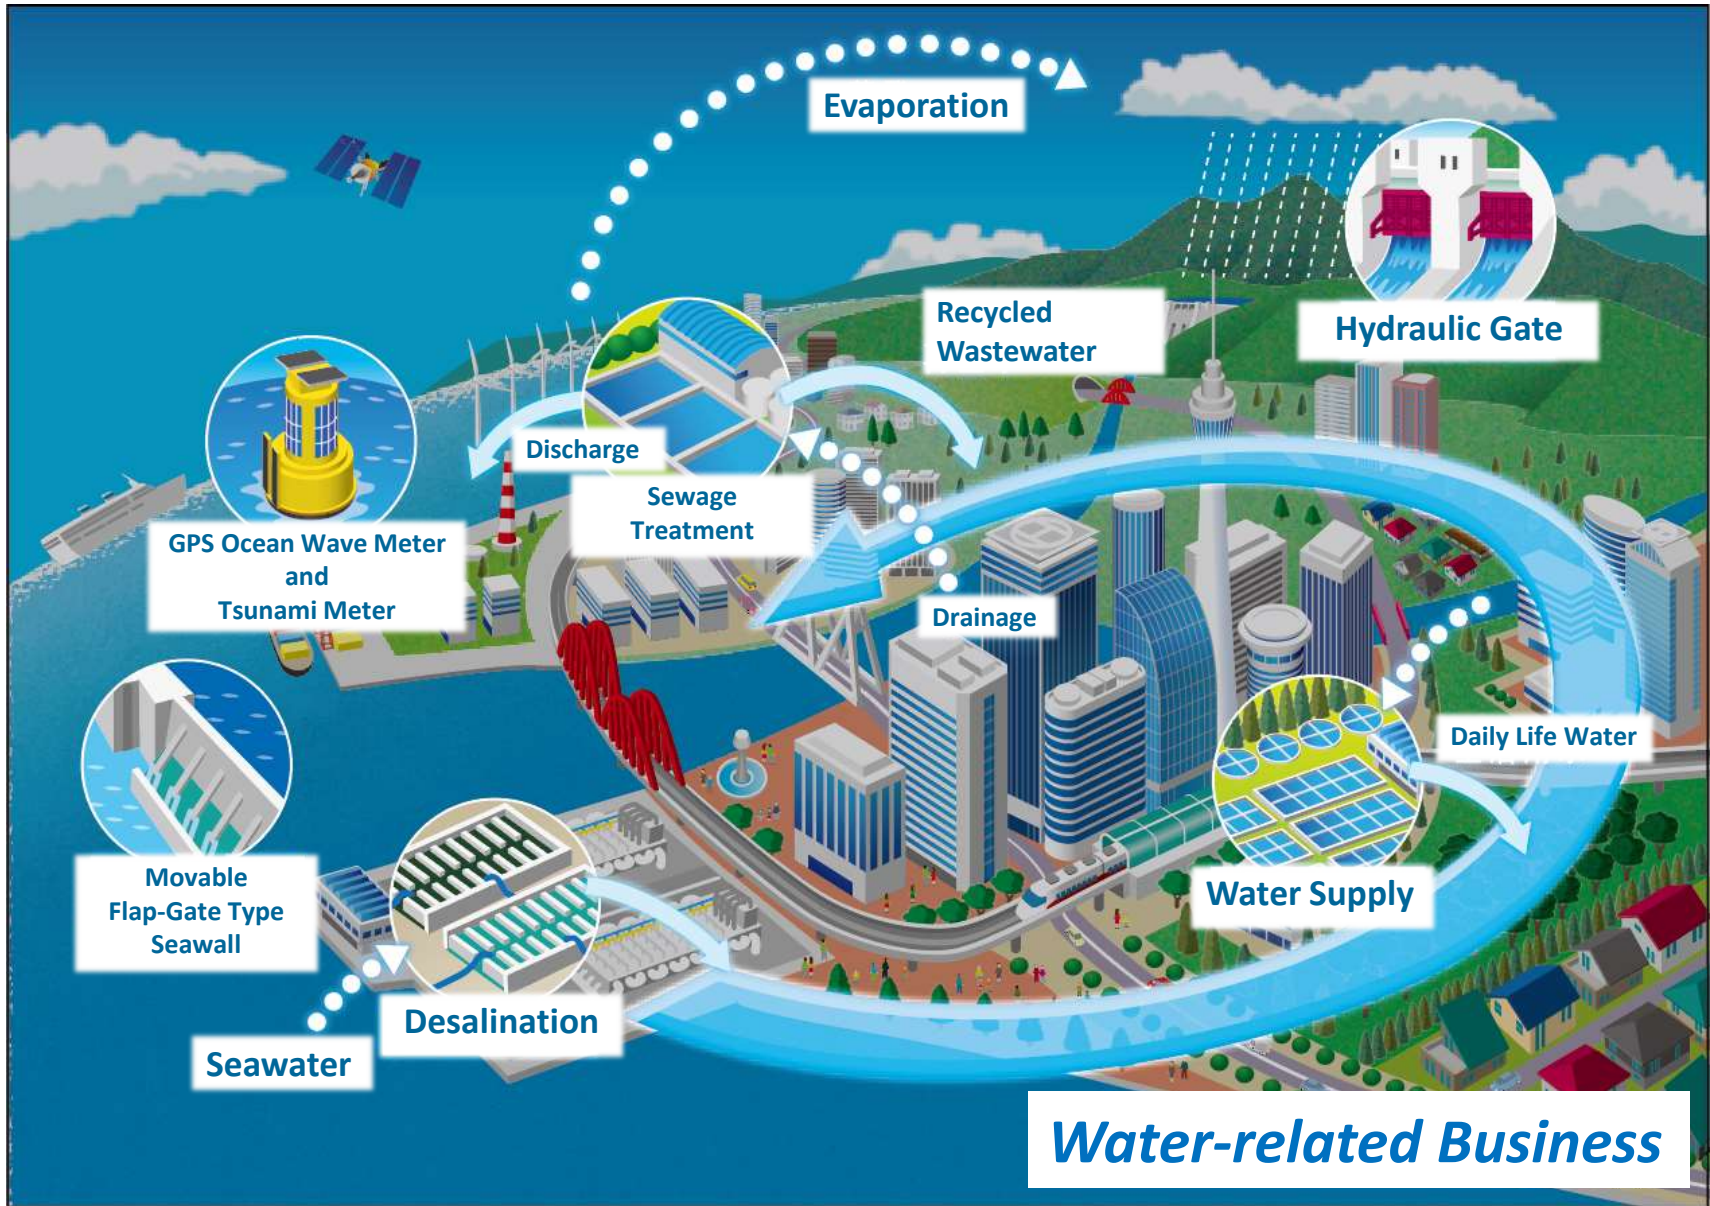 Evaporation
Recycled
Wastewater
Hydraulic Gate
Discharge
Sewage
Treatment
GPS Ocean Wave Meter
and
Tsunami Meter
Drainage
Daily Life Water
Movable
Flap-Gate Type
Seawall
Water Supply
Desalination
Seawater
Water-related Business